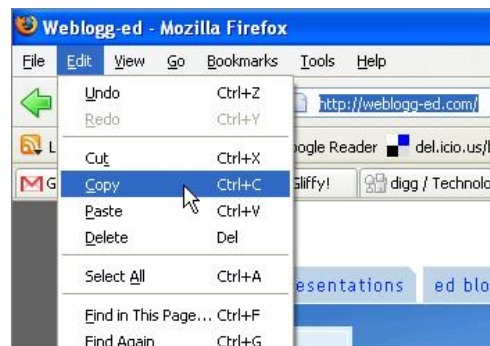 Weblogg-ed - Mozilla Firefox
File Edit View Go Bookmarks Tools Help
http://weblogg-ed.com/
Undo Ctrl+Z
Redo Ctrl+Y
Cut Ctrl+X
Copy Ctrl+C
Paste Ctrl+V
Delete Del
Select All Ctrl+A
Find in This Page... Ctrl+F
Find Again Ctrl+G
L
ogle Reader del.icio.us/
G
Gliffy! digg / Technolo
esentations ed blo